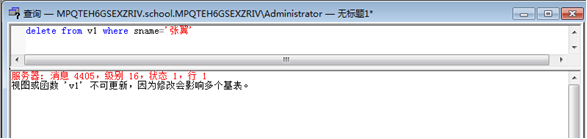 查询 — MPQTEH6GSEXZRIV.school.MPQTEH6GSEXZRIV\Administrator — 无标题1*
delete from v1 where sname='张翼'
服务器: 消息 4405，级别 16，状态 1，行 1
视图或函数 'v1' 不可更新，因为修改会影响多个基表。